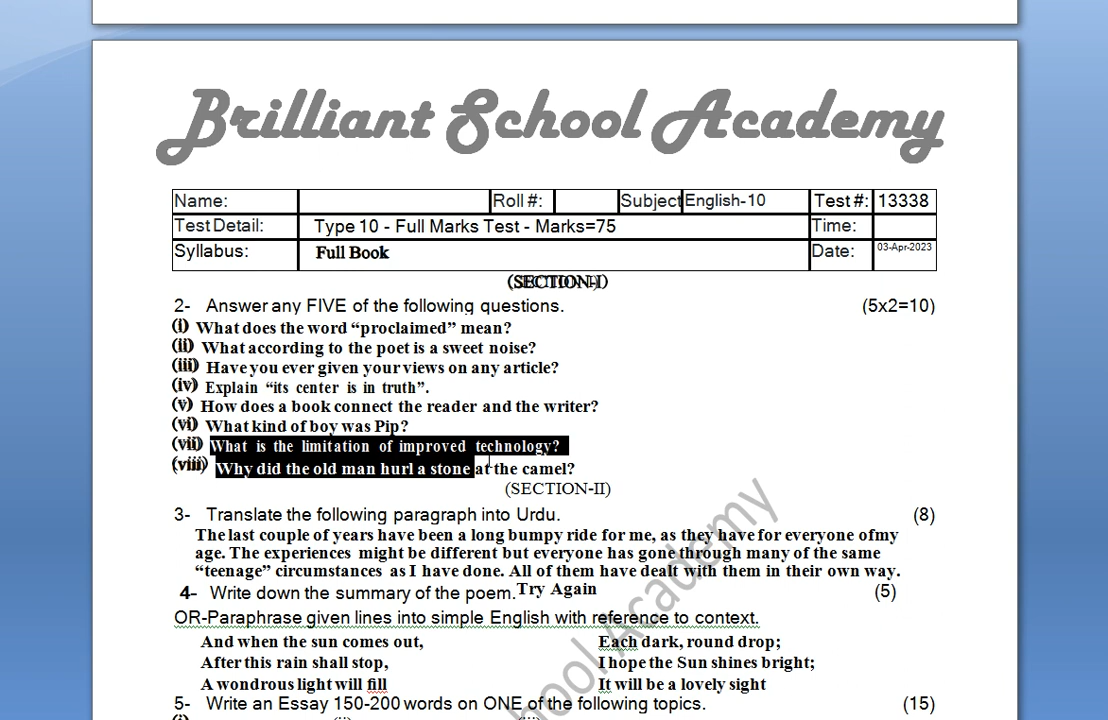 Brilliant School Academy
Name: Roll #: Subject English-10 Test #: 13338
Test Detail: Type 10 - Full Marks Test - Marks=75 Time:
Syllabus: Full Book Date: 03-Apr-2023
(SECTION-I)
2- Answer any FIVE of the following questions. (5x2=10)
(i) What does the word “proclaimed” mean?
(ii) What according to the poet is a sweet noise?
(iii) Have you ever given your views on any article?
(iv) Explain “its center is in truth”.
(v) How does a book connect the reader and the writer?
(vi) What kind of boy was Pip?
(vii) What is the limitation of improved technology?
(viii) Why did the old man hurl a stone at the camel?
(SECTION-II)
3- Translate the following paragraph into Urdu. (8)
The last couple of years have been a long bumpy ride for me, as they have for everyone of my
age. The experiences might be different but everyone has gone through many of the same
“teenage” circumstances as I have done. All of them have dealt with them in their own way.
4- Write down the summary of the poem. Try Again (5)
OR-Paraphrase given lines into simple English with reference to context.
And when the sun comes out, Each dark, round drop;
After this rain shall stop, I hope the Sun shines bright;
A wondrous light will fill It will be a lovely sight
5- Write an Essay 150-200 words on ONE of the following topics. (15)
hool Academy